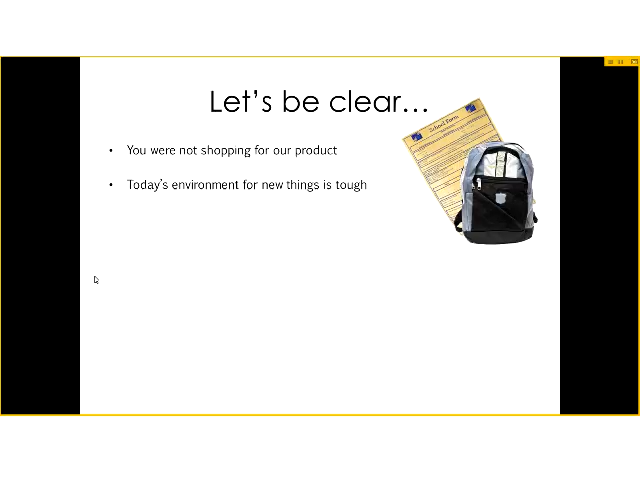 Let's be clear...
• You were not shopping for our product
• Today's environment for new things is tough
School Form